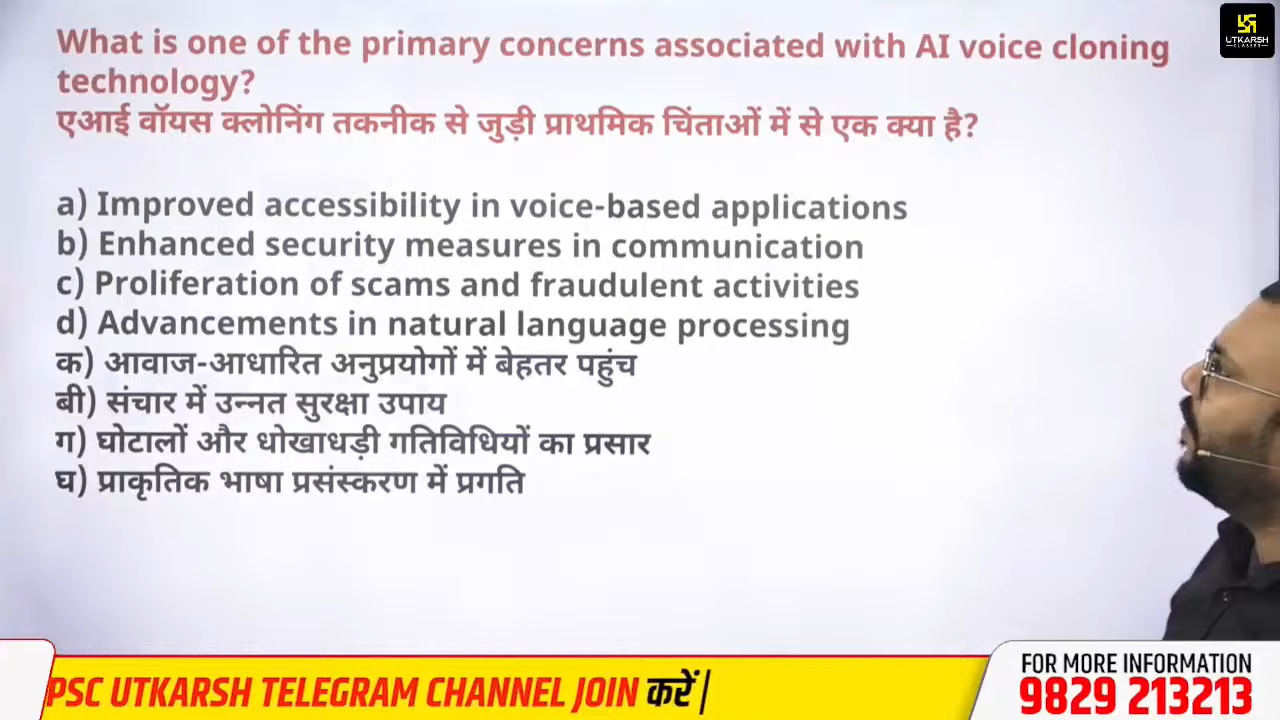 What is one of the primary concerns associated with AI voice cloning
technology?
एआई वॉयस क्लोनिंग तकनीक से जुड़ी प्राथमिक चिंताओं में से एक क्या है?
a) Improved accessibility in voice-based applications
b) Enhanced security measures in communication
c) Proliferation of scams and fraudulent activities
d) Advancements in natural language processing
क) आवाज-आधारित अनुप्रयोगों में बेहतर पहुंच
बी) संचार में उन्नत सुरक्षा उपाय
ग) घोटालों और धोखाधड़ी गतिविधियों का प्रसार
घ) प्राकृतिक भाषा प्रसंस्करण में प्रगति
UTKARSH
CLASSES
PSC UTKARSH TELEGRAM CHANNEL JOIN करें |
FOR MORE INFORMATION
9829 213213